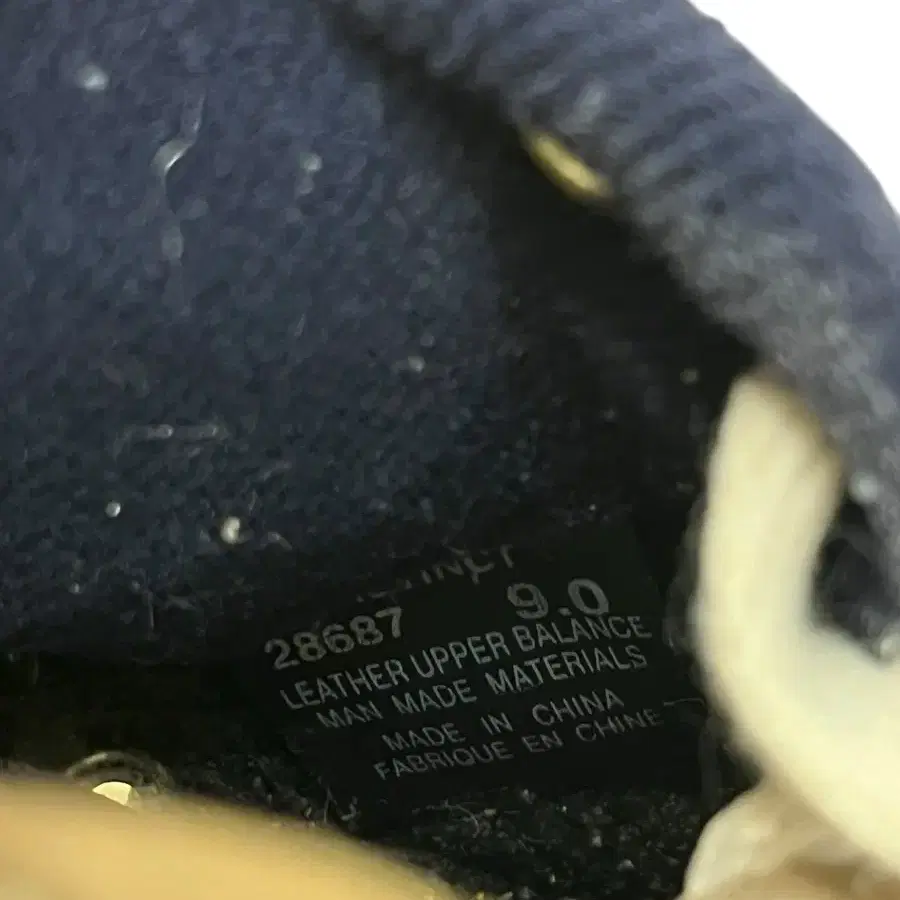 28687 9.0
LEATHER UPPER BALANCE
MAN MADE MATERIALS
MADE IN CHINA
FABRIQUE EN CHINE